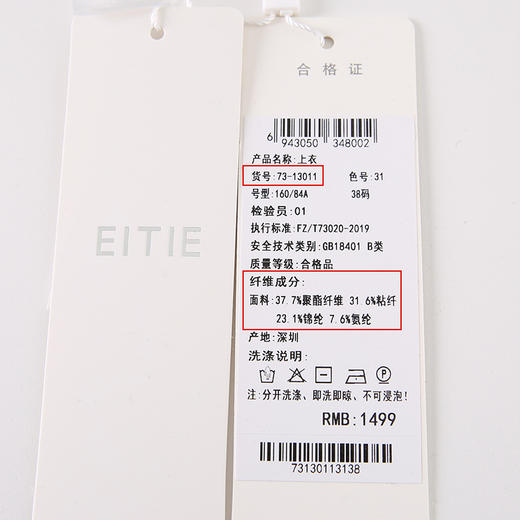 EITIE
合格证
6 943050 348002
产品名称:上衣
货号:73-13011 色号:31
号型:160/84A 38码
检验员:01
执行标准:FZ/T73020-2019
安全技术类别:GB18401 B类
质量等级:合格品
纤维成分:
面料:37.7%聚酯纤维 31.6%粘纤
23.1%锦纶 7.6%氨纶
产地:深圳
洗涤说明:
注:分开洗涤、即洗即晾、不可浸泡!
RMB:1499
73130113138